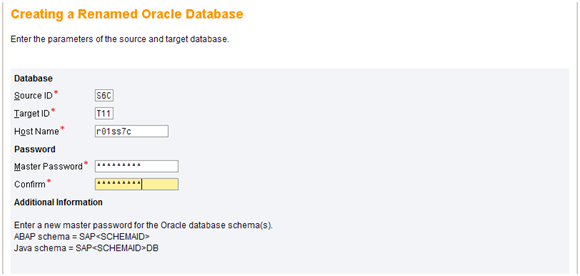 Creating a Renamed Oracle Database
Enter the parameters of the source and target database.
Database
Source ID* S6C
Target ID* T11
Host Name* r01ss7c
Password
Master Password* *********
Confirm* *********
Additional Information
Enter a new master password for the Oracle database schema(s).
ABAP schema = SAP<SCHEMAID>
Java schema = SAP<SCHEMAID>DB